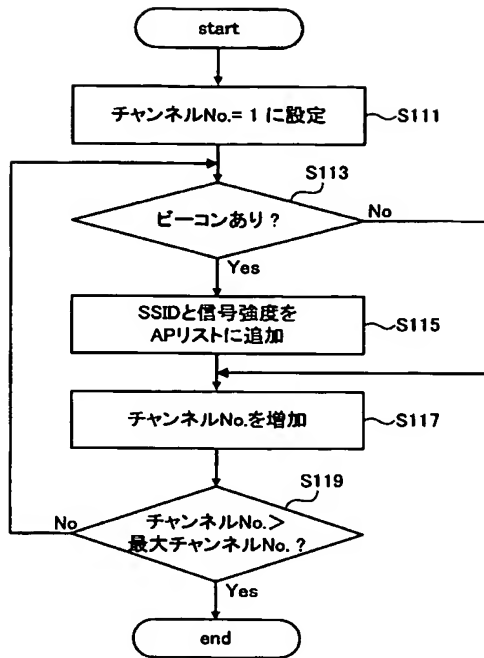 start
チャンネルNo.= 1 に設定
S111
S113
ビーコンあり ?
No
Yes
SSIDと信号強度を
APリストに追加
S115
チャンネルNo.を増加
S117
S119
No
チャンネルNo.>
最大チャンネルNo. ?
Yes
end